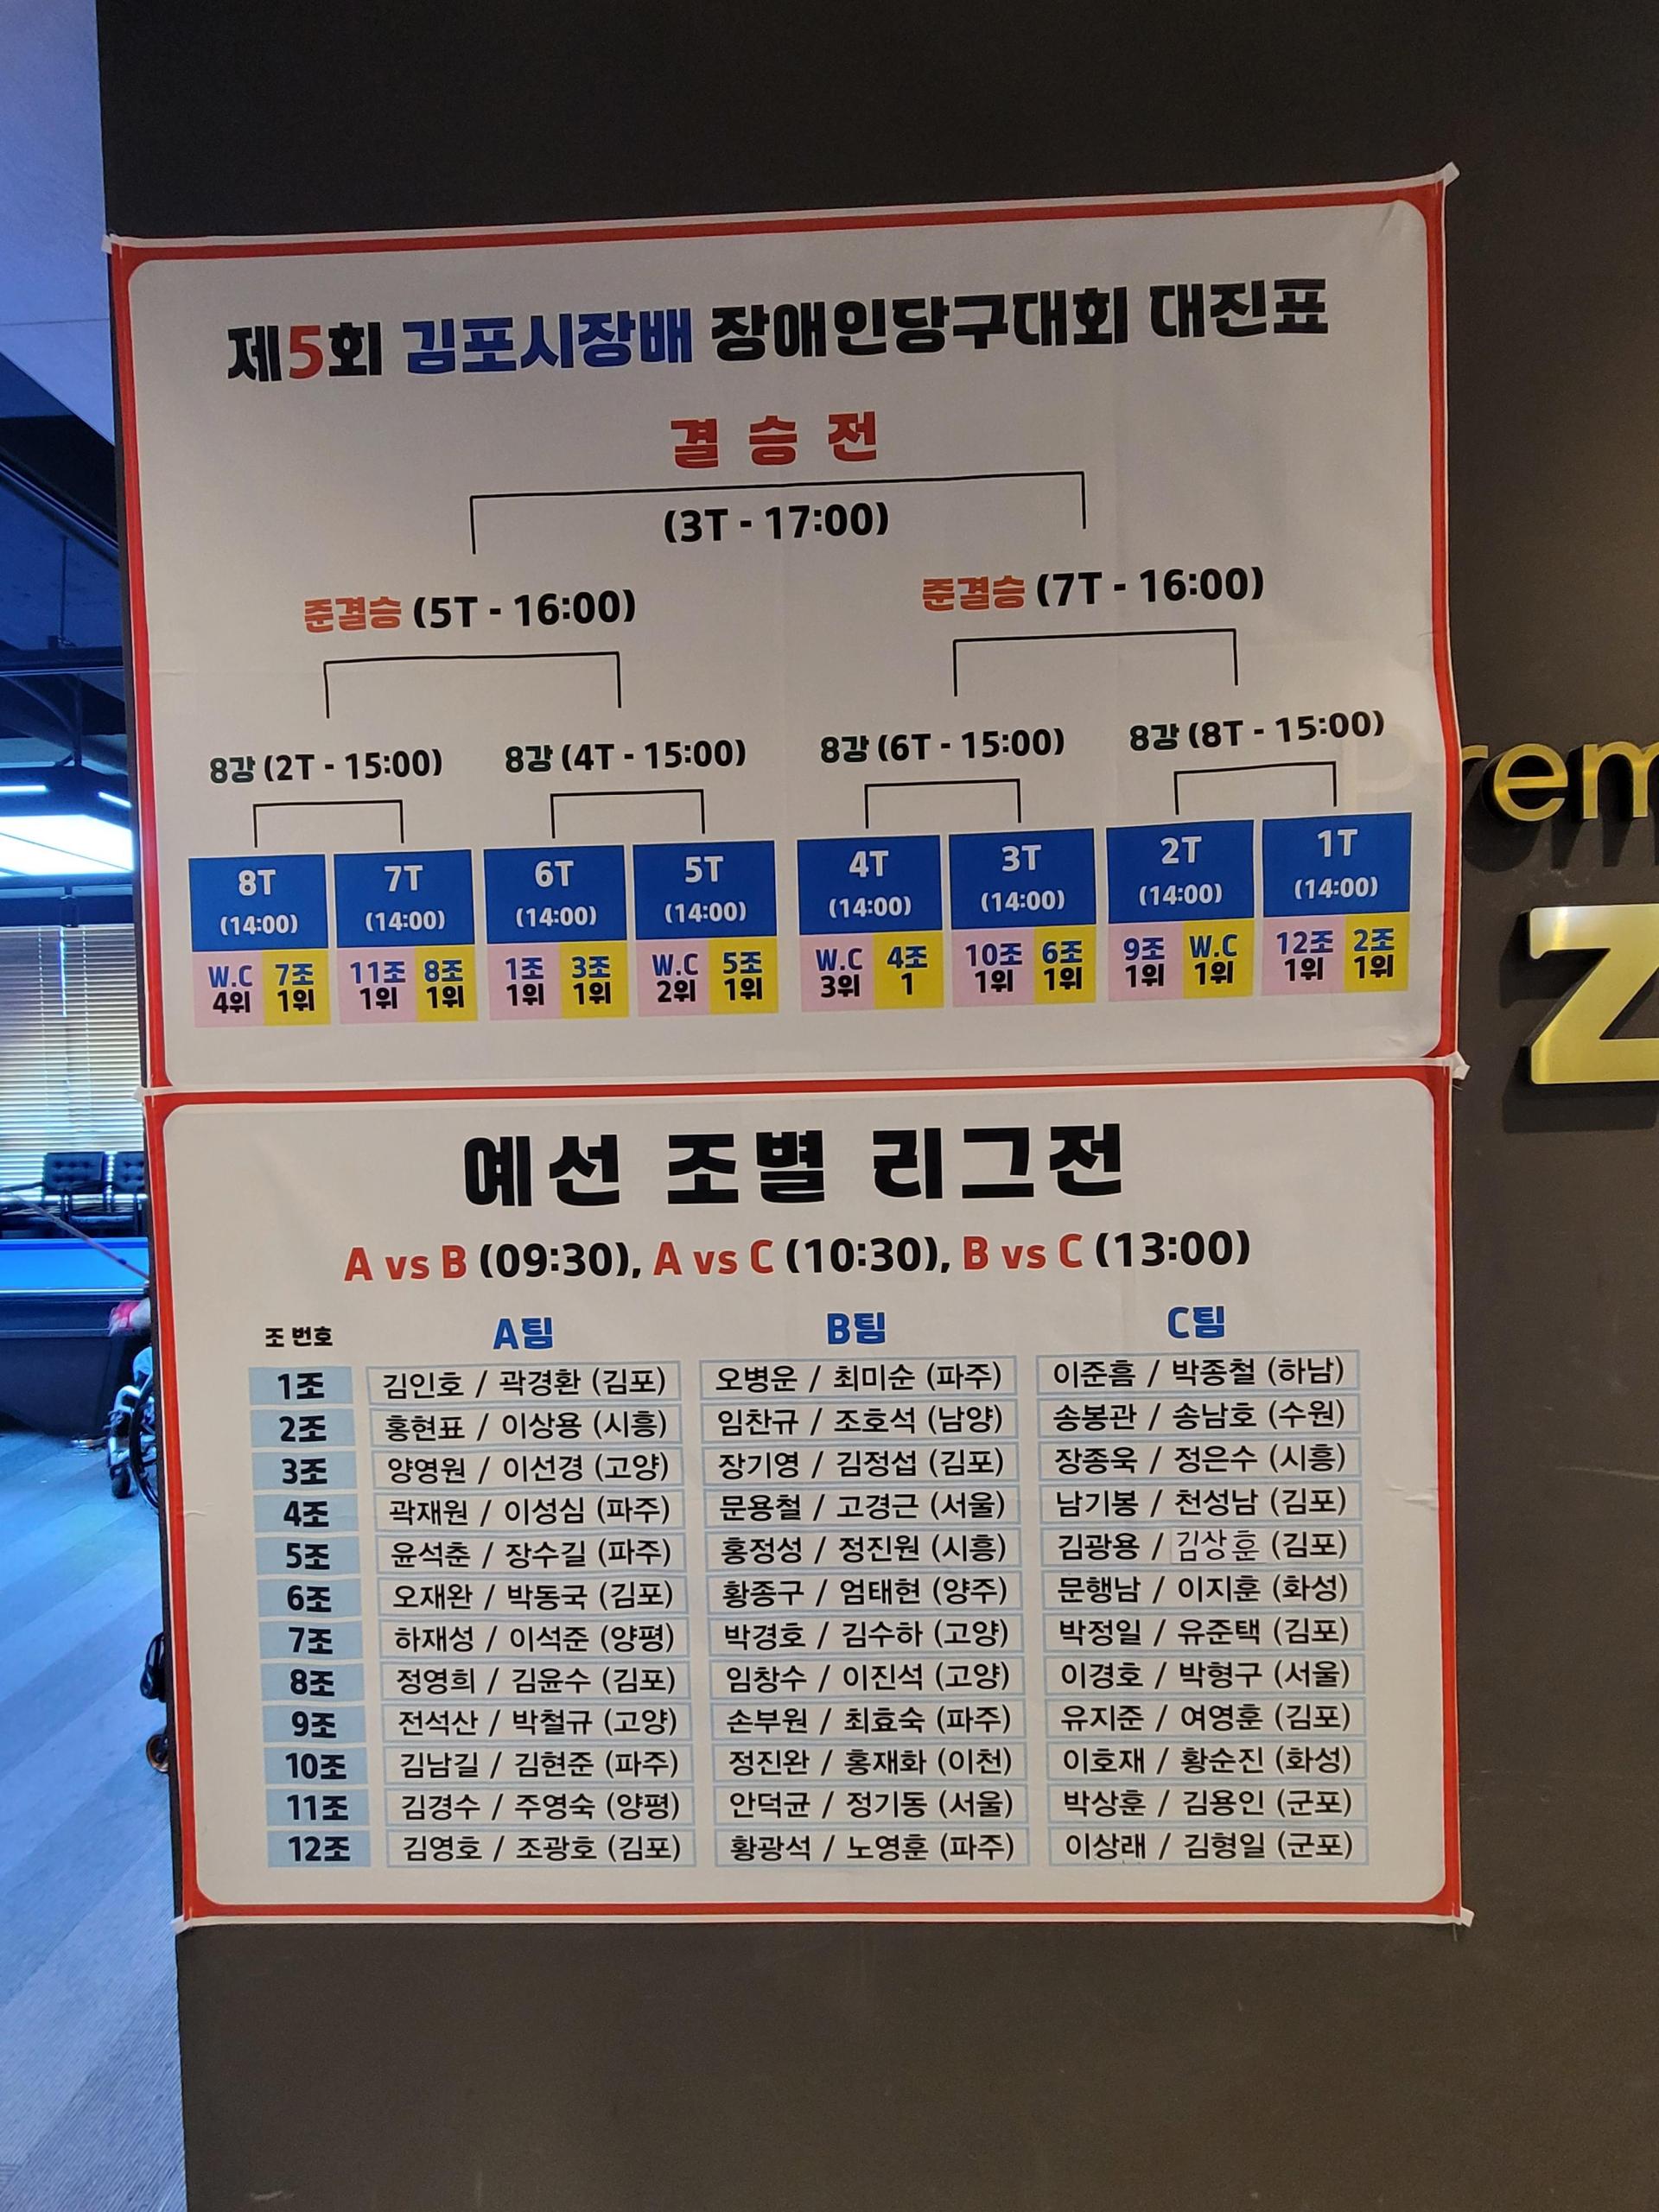 제5회 김포시장배 장애인당구대회 대진표
결승전
(3T - 17:00)
준결승 (5T - 16:00) 준결승 (7T - 16:00)
8강 (2T - 15:00) 8강 (4T - 15:00) 8강 (6T - 15:00) 8강 (8T - 15:00)
8T 7T 6T 5T 4T 3T 2T 1T
(14:00) (14:00) (14:00) (14:00) (14:00) (14:00) (14:00) (14:00)
W.C 7조 11조 8조 1조 3조 W.C 5조 W.C 4조 10조 6조 9조 W.C 12조 2조
4위 1위 1위 1위 1위 1위 2위 1위 3위 1 1위 1위 1위 1위 1위 1위
예선 조별 리그전
A vs B (09:30), A vs C (10:30), B vs C (13:00)
조 번호 A팀 B팀 C팀
1조 김인호 / 곽경환 (김포) 오병운 / 최미순 (파주) 이준흠 / 박종철 (하남)
2조 홍현표 / 이상용 (시흥) 임찬규 / 조호석 (남양) 송봉관 / 송남호 (수원)
3조 양영원 / 이선경 (고양) 장기영 / 김정섭 (김포) 장종욱 / 정은수 (시흥)
4조 곽재원 / 이성심 (파주) 문용철 / 고경근 (서울) 남기봉 / 천성남 (김포)
5조 윤석춘 / 장수길 (파주) 홍정성 / 정진원 (시흥) 김광용 / 김상훈 (김포)
6조 오재완 / 박동국 (김포) 황종구 / 엄태현 (양주) 문행남 / 이지훈 (화성)
7조 하재성 / 이석준 (양평) 박경호 / 김수하 (고양) 박정일 / 유준택 (김포)
8조 정영희 / 김윤수 (김포) 임창수 / 이진석 (고양) 이경호 / 박형구 (서울)
9조 전석산 / 박철규 (고양) 손부원 / 최효숙 (파주) 유지준 / 여영훈 (김포)
10조 김남길 / 김현준 (파주) 정진완 / 홍재화 (이천) 이호재 / 황순진 (화성)
11조 김경수 / 주영숙 (양평) 안덕균 / 정기동 (서울) 박상훈 / 김용인 (군포)
12조 김영호 / 조광호 (김포) 황광석 / 노영훈 (파주) 이상래 / 김형일 (군포)